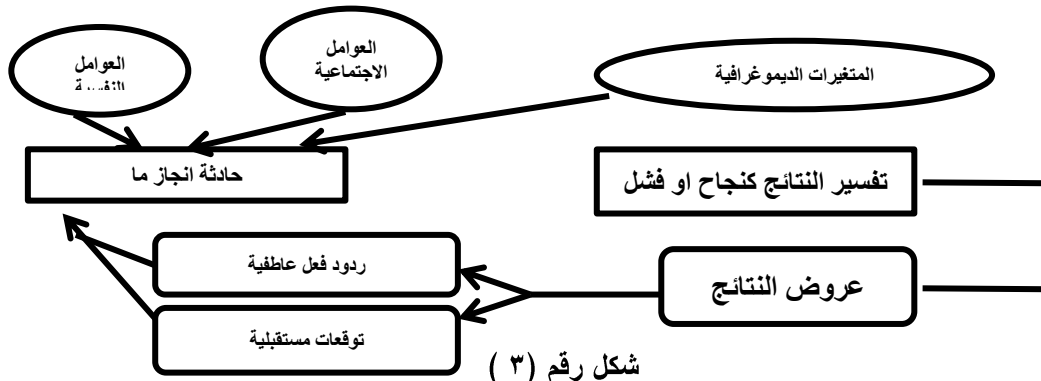 العوامل
الاجتماعية
العوامل
المتغيرات الديموغرافية
حادثة انجاز ما
تفسير النتائج كنجاح او فشل
ردود فعل عاطفية
عروض النتائج
توقعات مستقبلية
شكل رقم (٣ )